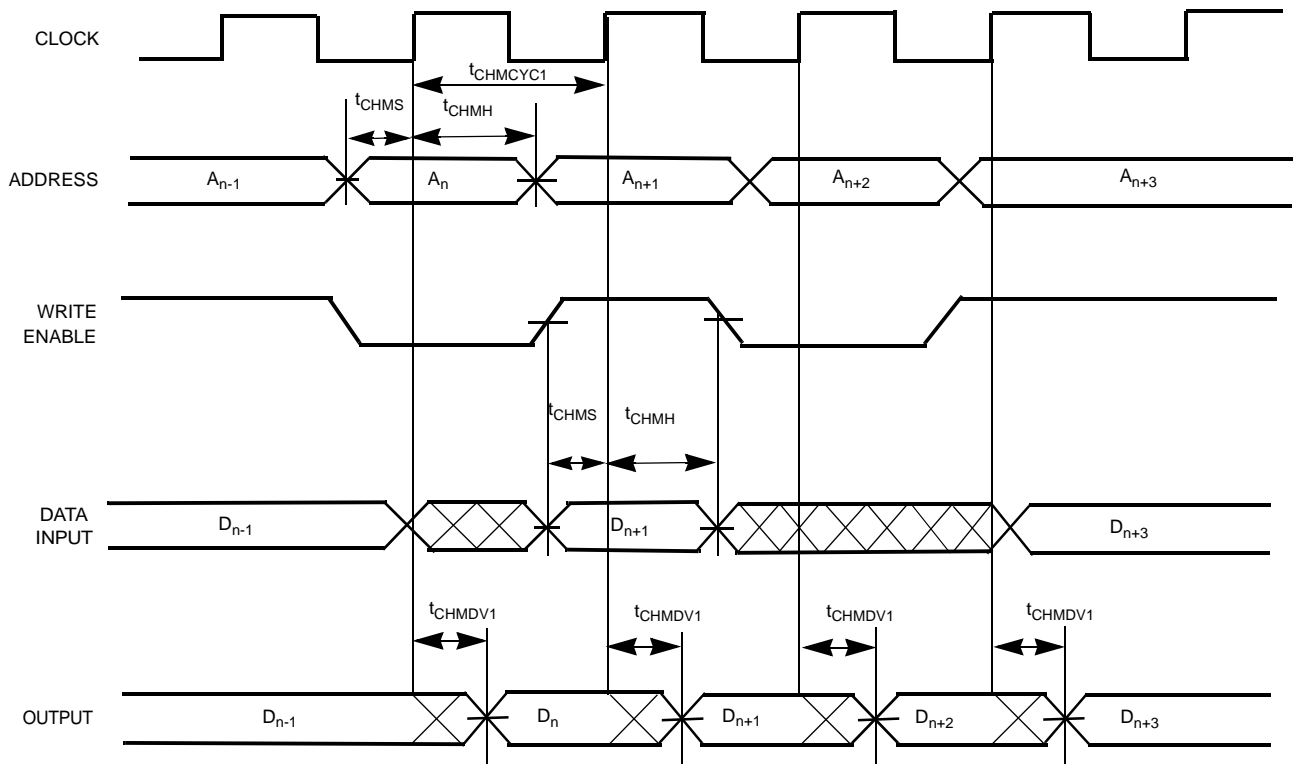 CLOCK
tCHMCYC1
tCHMS tCHMH
ADDRESS An-1 An An+1 An+2 An+3
WRITE
ENABLE
tCHMS tCHMH
DATA
INPUT
Dn-1 Dn+1 Dn+3
tCHMDV1 tCHMDV1 tCHMDV1 tCHMDV1
OUTPUT Dn-1 Dn Dn+1 Dn+2 Dn+3